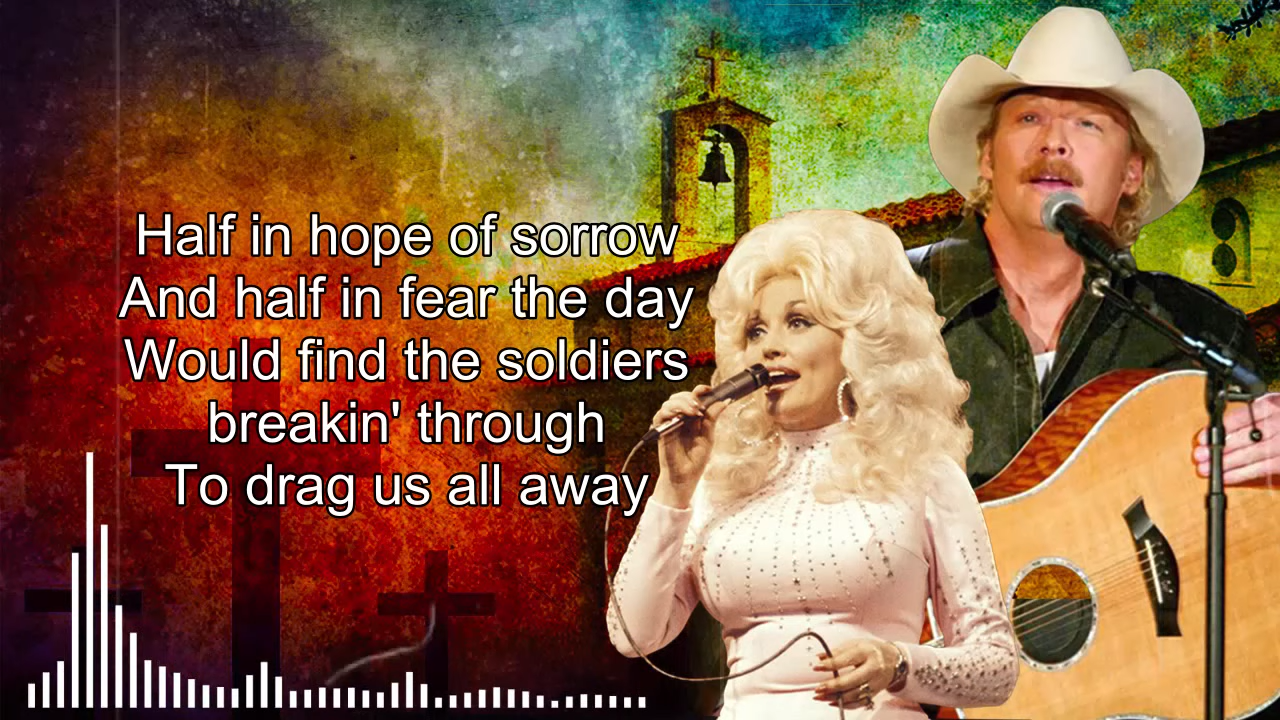 Half in hope of sorrow
And half in fear the day
Would find the soldiers
breakin' through
To drag us all away